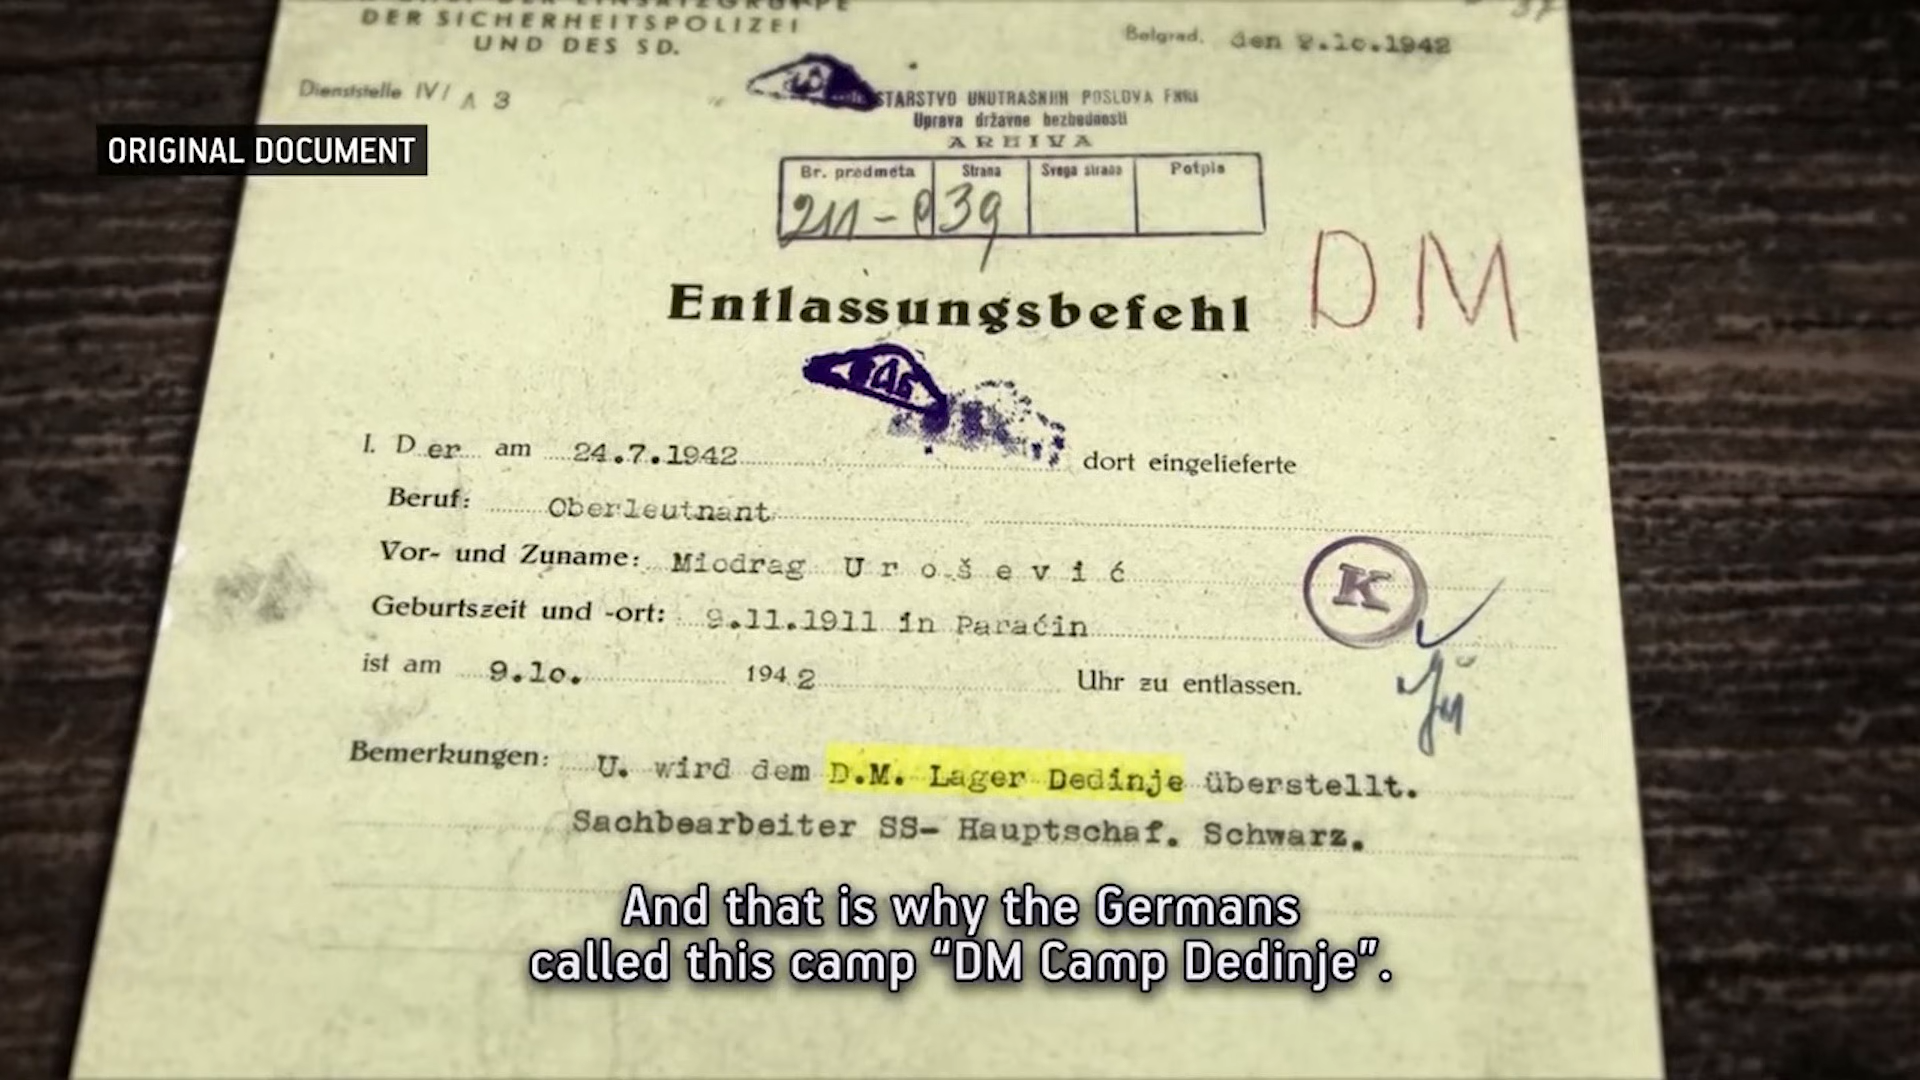 DER SICHERHEITSPOLIZEI
UND DES SD.
Belgrad, den 9.10.1942
Dienststelle IV/ A 3
STARSTVO UNUTRAŠNJIH POSLOVA FNRJ
Uprava državne bezbednosti
ARHIVA
ORIGINAL DOCUMENT
Br. predmeta Strana Svega strana Potpis
39
DM
Entlassungsbefehl
I. Der am 24.7.1942 dort eingelieferte
Beruf: Oberleutnant
Vor- und Zuname: Miodrag Urošević
K
Geburtszeit und -ort: 9.11.1911 in Paraćin
ist am 9.10. 1942 Uhr zu entlassen.
Bemerkungen: U. wird dem D.M. Lager Dedinje überstellt.
Sachbearbeiter SS- Hauptschaf. Schwarz.
And that is why the Germans
called this camp “DM Camp Dedinje”.